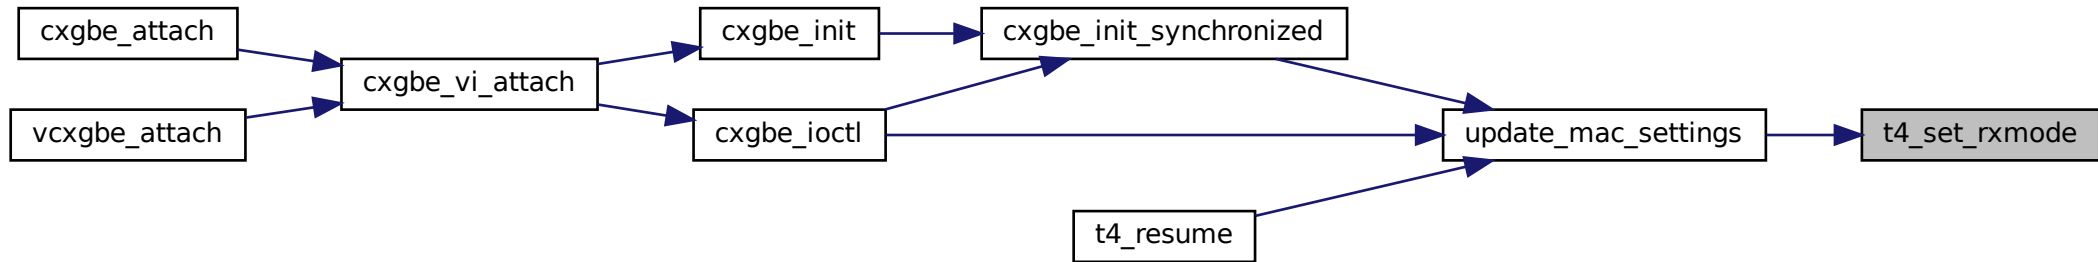 cxgbe_attach
cxgbe_init
cxgbe_init_synchronized
cxgbe_vi_attach
vcxgbe_attach
cxgbe_ioctl
update_mac_settings
t4_set_rxmode
t4_resume